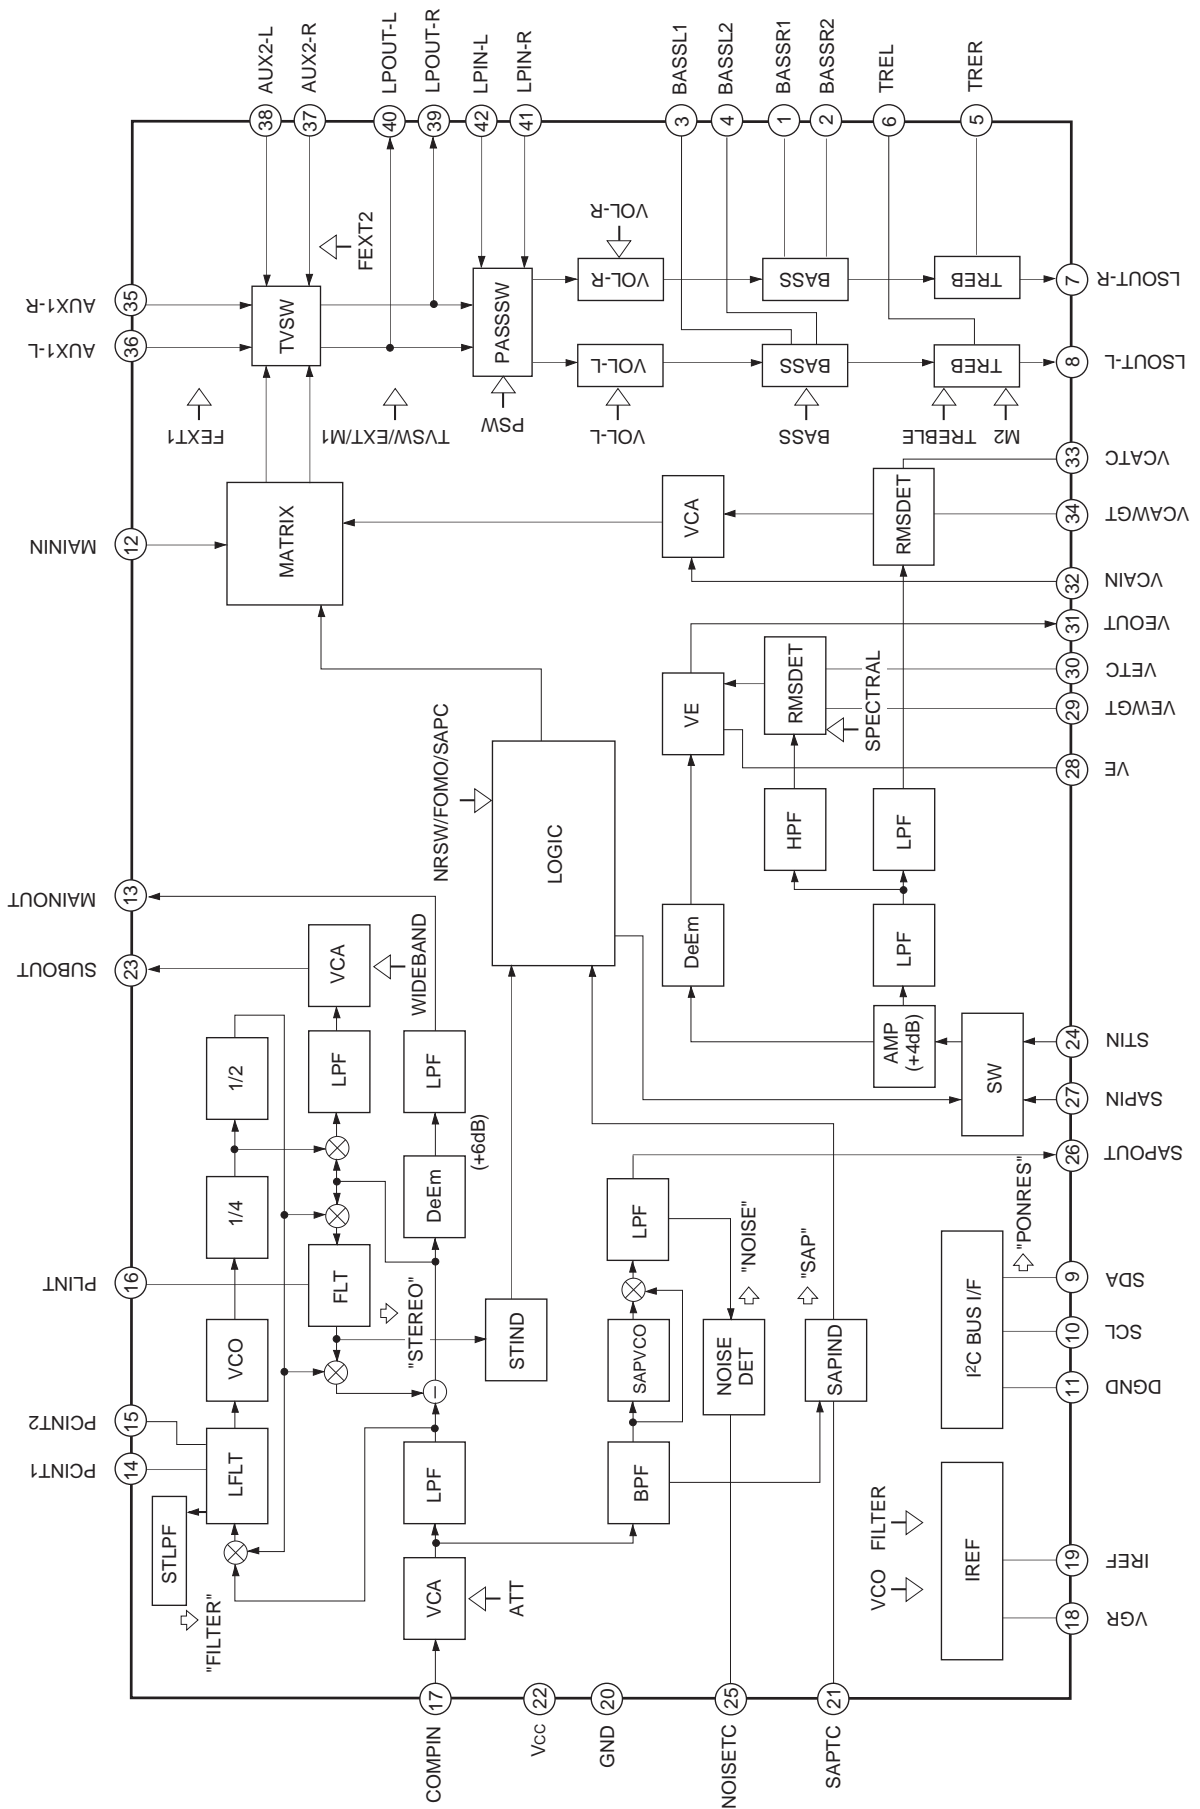 AUX2-L
AUX2-R
LPOUT-L
LPOUT-R
LPIN-L
LPIN-R
BASSL1
BASSL2
BASSR1
BASSR2
TREL
TRER
38
37
40
39
42
41
3
4
1
2
6
5
AUX1-R
35
AUX1-L
36
FEXT2
TVSW
FEXT1
TVSW/EXT/M1
PASSSW
PSW
VOL-R
VOL-R
VOL-L
VOL-L
BASS
BASS
BASS
TREB
TREB
TREBLE
M2
7
LSOUT-R
8
LSOUT-L
MAININ
12
MATRIX
VCA
RMSDET
33
VCATC
34
VCAWGT
32
VCAIN
31
VEOUT
30
VETC
29
VEWGT
28
VE
VE
RMSDET
SPECTRAL
HPF
LPF
NRSW/FOMO/SAPC
LOGIC
DeEm
LPF
AMP
(+4dB)
SW
24
STIN
27
SAPIN
26
SAPOUT
MAINOUT
13
SUBOUT
23
VCA
WIDEBAND
1/2
LPF
LPF
(+6dB)
1/4
DeEm
PLINT
16
FLT
"STEREO"
STIND
VCO
PCINT2
15
PCINT1
14
LFLT
STLPF
"FILTER"
LPF
VCA
ATT
LPF
SAPVCO
BPF
"NOISE"
NOISE
DET
"SAP"
SAPIND
"PONRES"
I2C BUS I/F
9
SDA
10
SCL
11
DGND
VCO
FILTER
IREF
19
IREF
18
VGR
17
22
20
25
21
COMPIN
VCC
GND
NOISETC
SAPTC